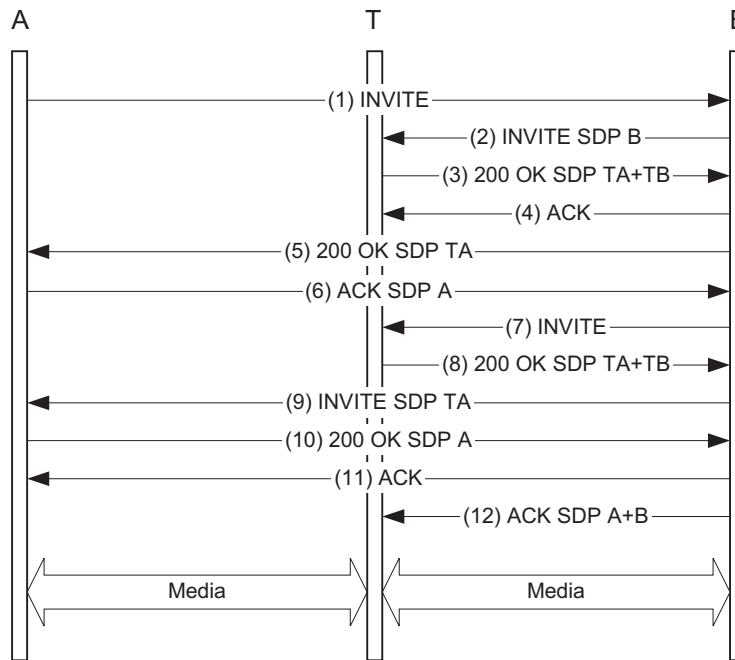 A T B
(1) INVITE
(2) INVITE SDP B
(3) 200 OK SDP TA+TB
(4) ACK
(5) 200 OK SDP TA
(6) ACK SDP A
(7) INVITE
(8) 200 OK SDP TA+TB
(9) INVITE SDP TA
(10) 200 OK SDP A
(11) ACK
(12) ACK SDP A+B
Media Media